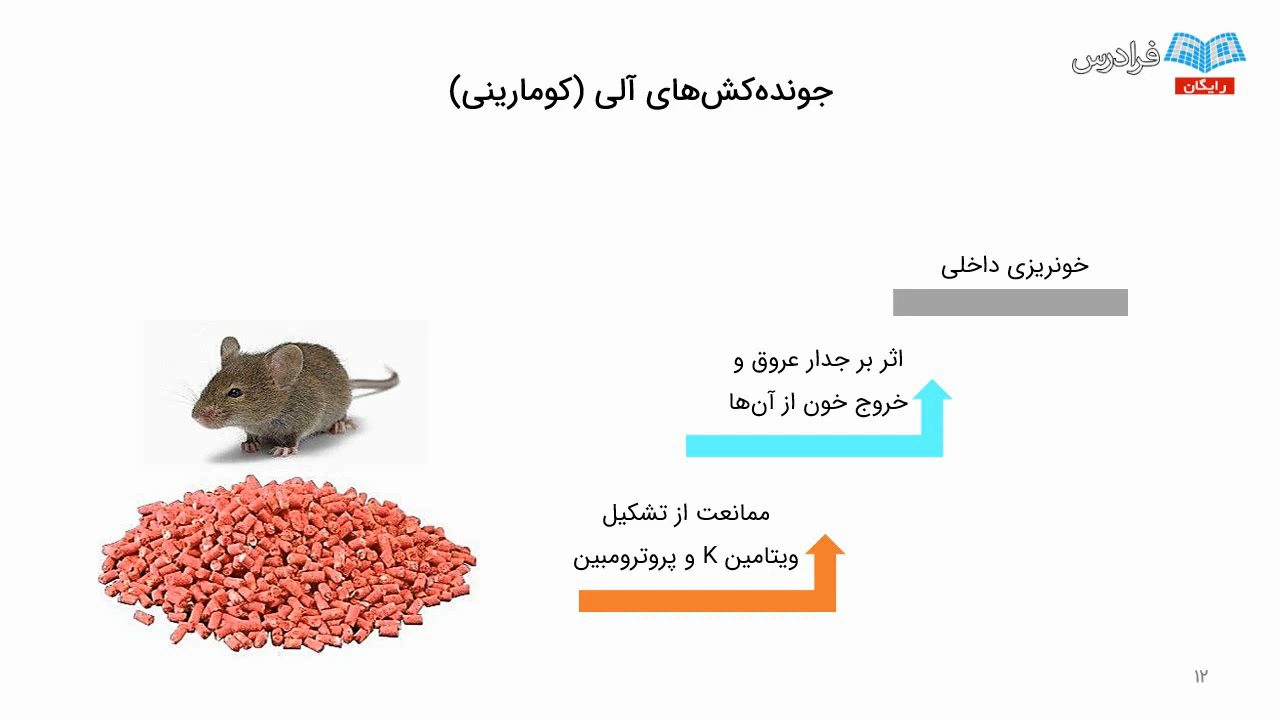 فرادرس
رایگان
جونده‌کش‌های آلی (کومارینی)
خونریزی داخلی
اثر بر جدار عروق و
خروج خون از آن‌ها
ممانعت از تشکیل
ویتامین K و پروترومبین
۱۲